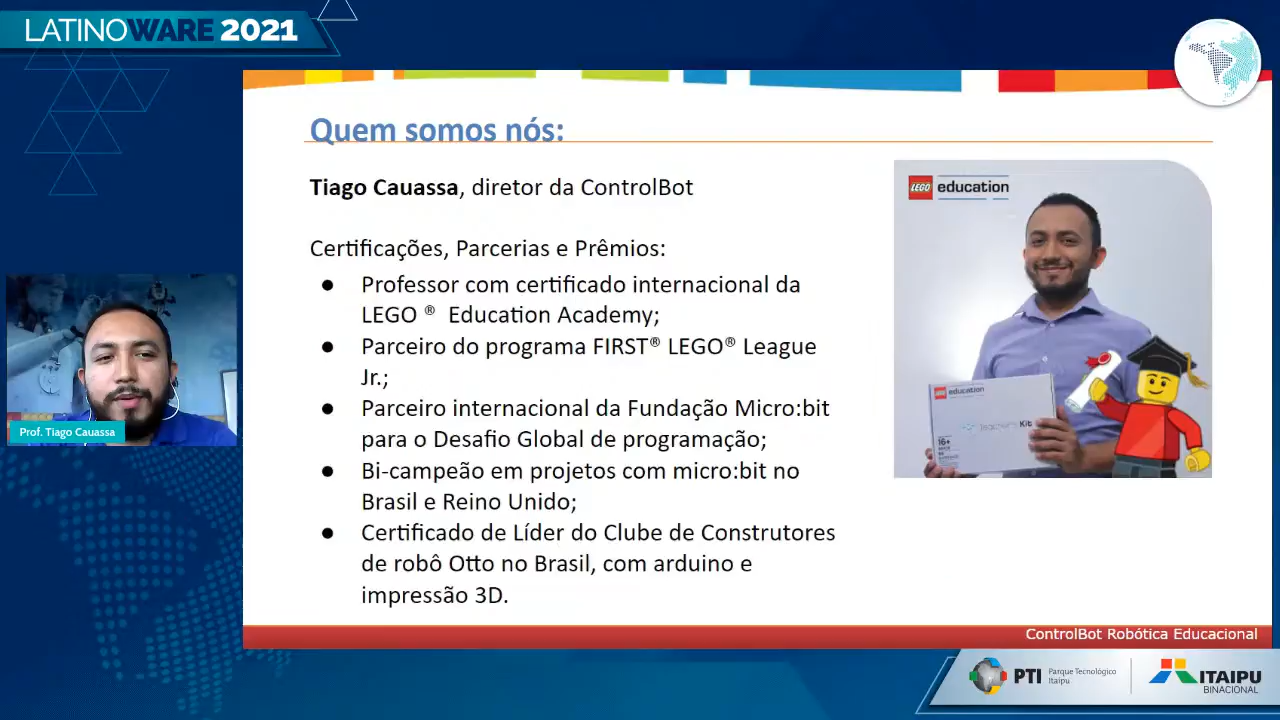 LATINOWARE 2021
Quem somos nós:
Tiago Cauassa, diretor da ControlBot
Certificações, Parcerias e Prêmios:
● Professor com certificado internacional da
LEGO ® Education Academy;
● Parceiro do programa FIRST® LEGO® League
Jr.;
● Parceiro internacional da Fundação Micro:bit
para o Desafio Global de programação;
● Bi-campeão em projetos com micro:bit no
Brasil e Reino Unido;
● Certificado de Líder do Clube de Construtores
de robô Otto no Brasil, com arduino e
impressão 3D.
LEGO education
LEGO education
Teacher's Kit
16+
Prof. Tiago Cauassa
ControlBot Robótica Educacional
PTI Parque Tecnológico
Itaipu
ITAIPU
BINACIONAL